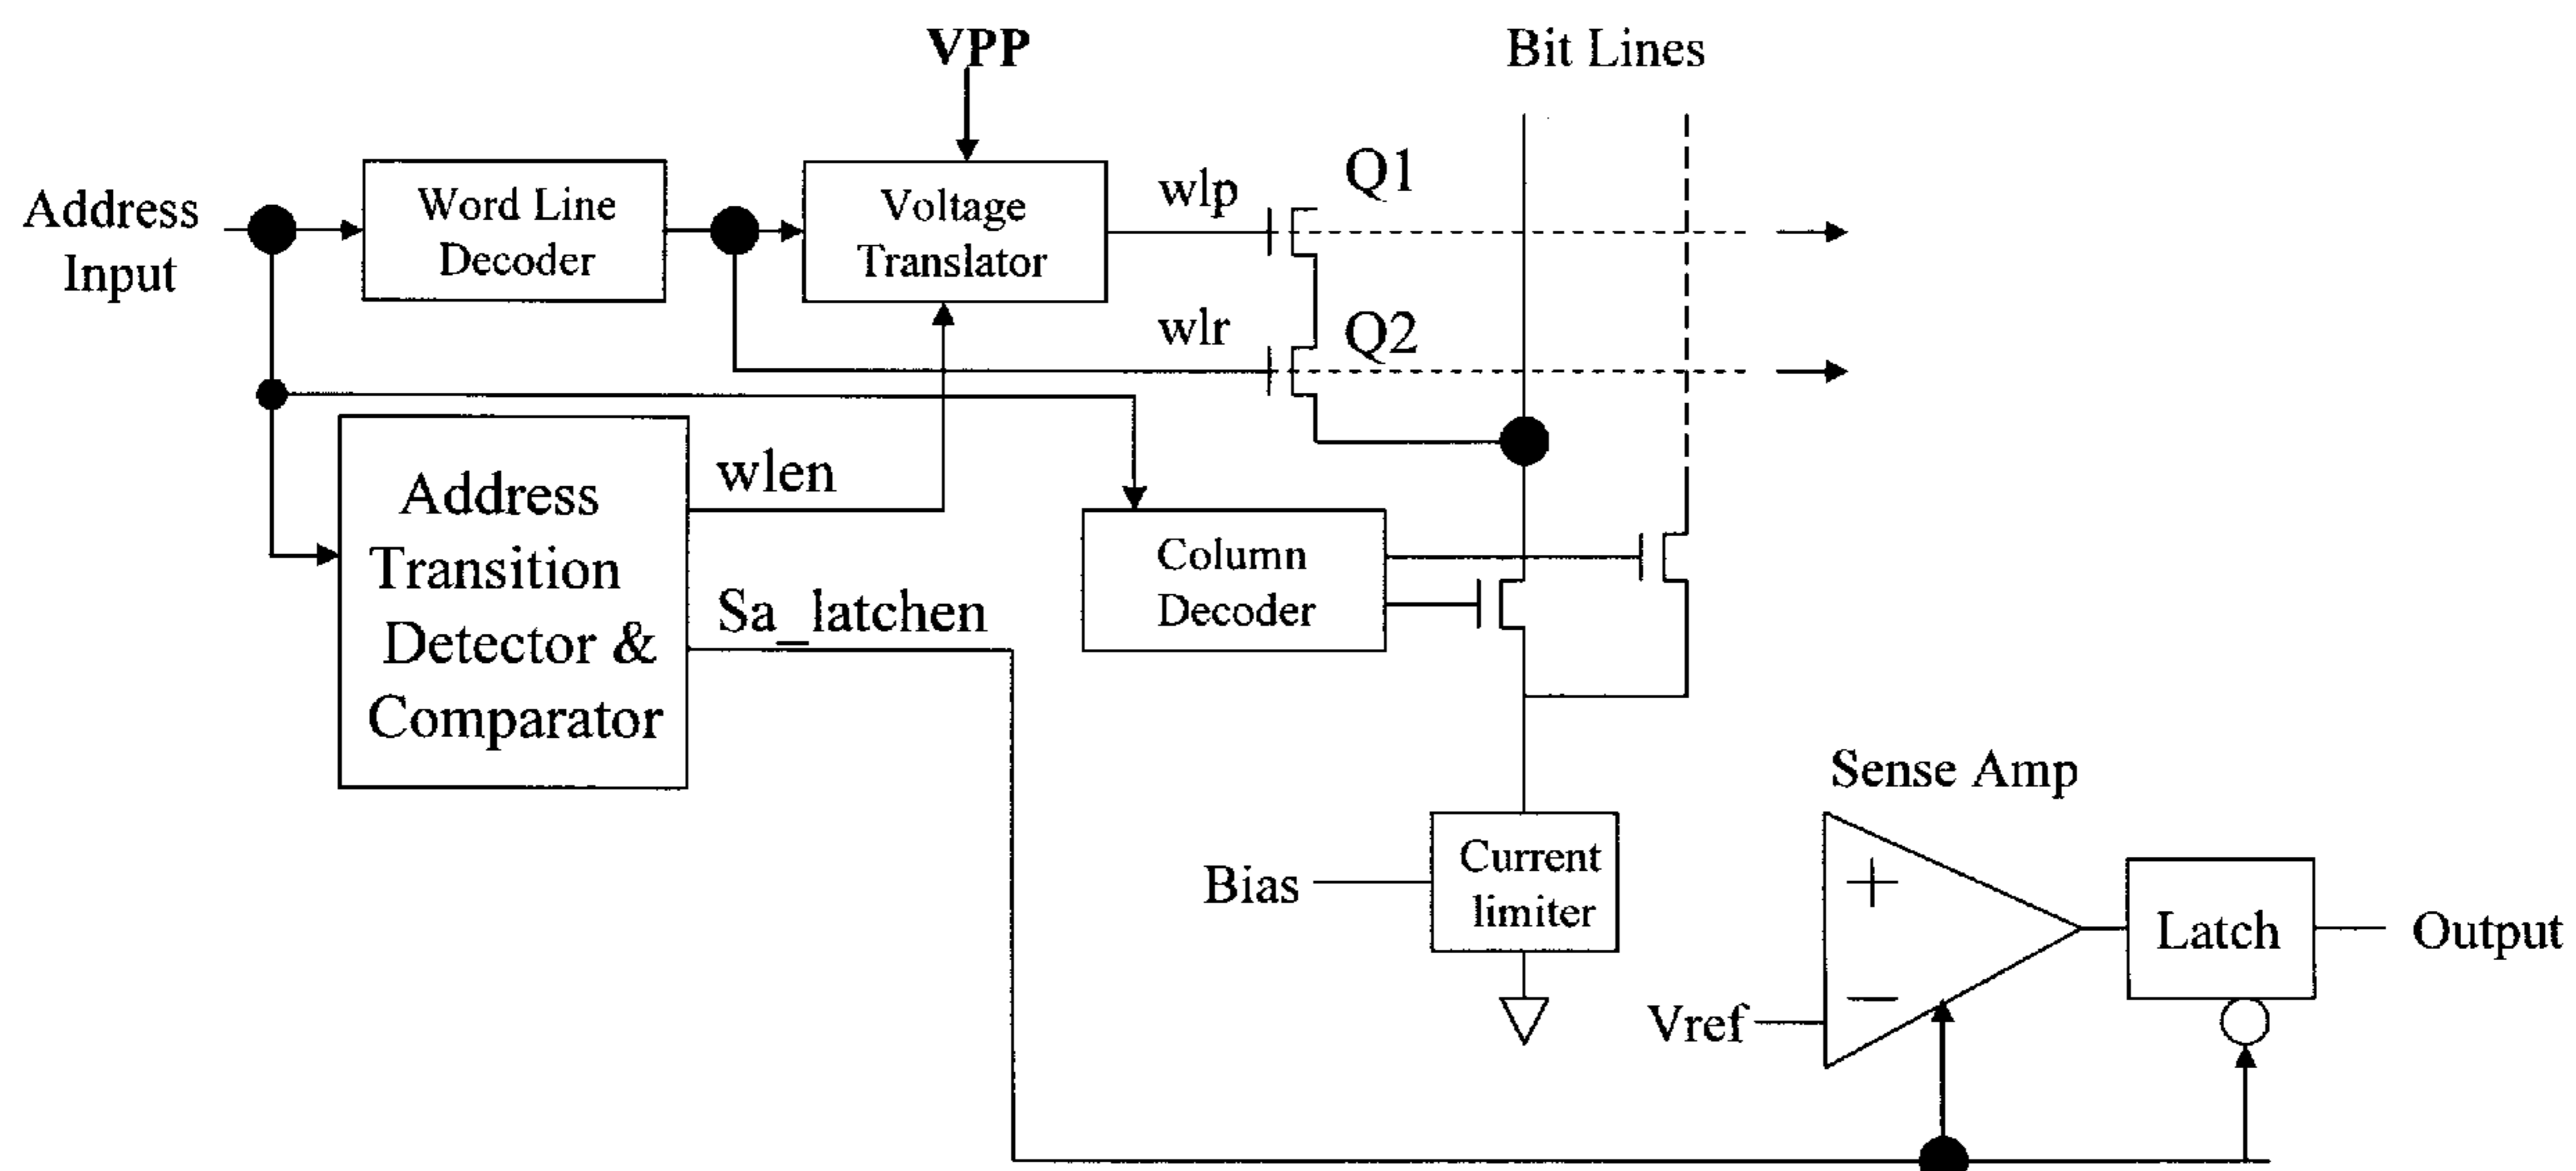 VPP
Bit Lines
Address
Input
Word Line
Decoder
Voltage
Translator
wlp
Q1
wlr
Q2
Address
Transition
Detector &
Comparator
wlen
Sa_latchen
Column
Decoder
Sense Amp
Bias
Current
limiter
+
−
Vref
Latch
Output